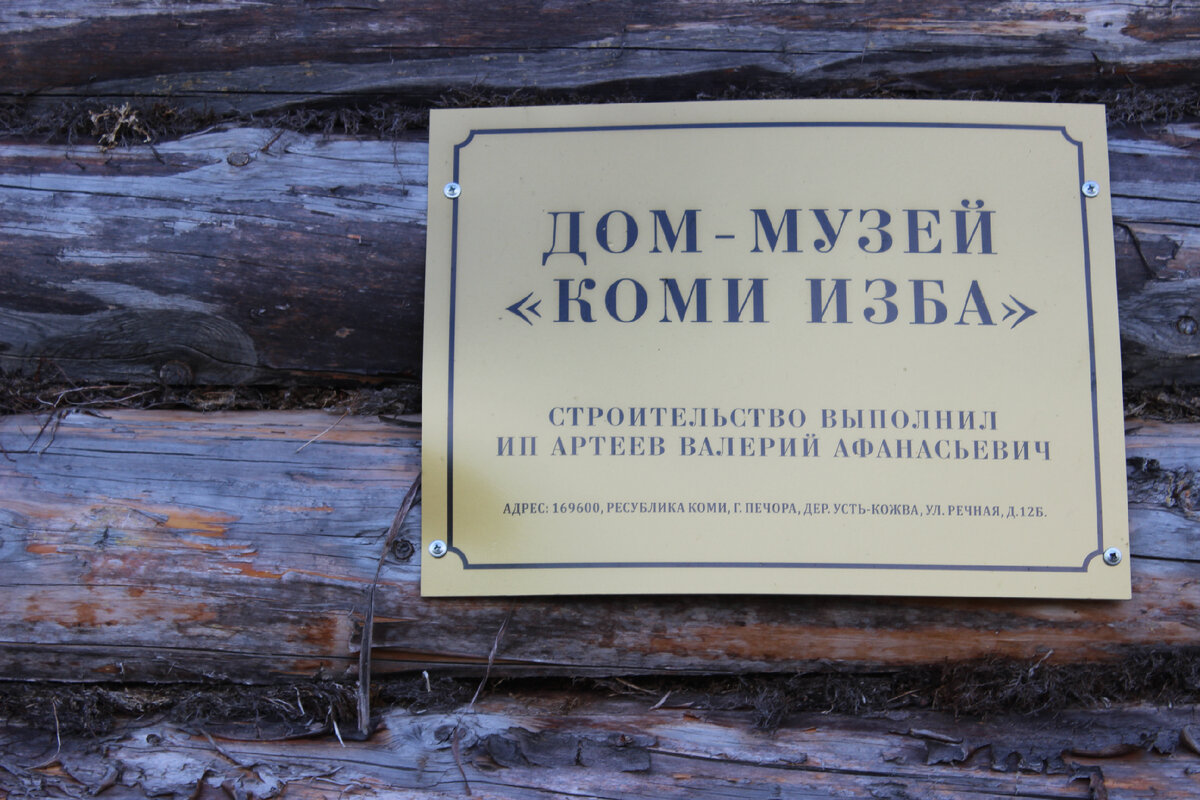 ДОМ-МУЗЕЙ
«КОМИ ИЗБА»
СТРОИТЕЛЬСТВО ВЫПОЛНИЛ
ИП АРТЕЕВ ВАЛЕРИЙ АФАНАСЬЕВИЧ
АДРЕС: 169600, РЕСУБЛИКА КОМИ, Г. ПЕЧОРА, ДЕР. УСТЬ-КОЖВА, УЛ. РЕЧНАЯ, Д.12Б.